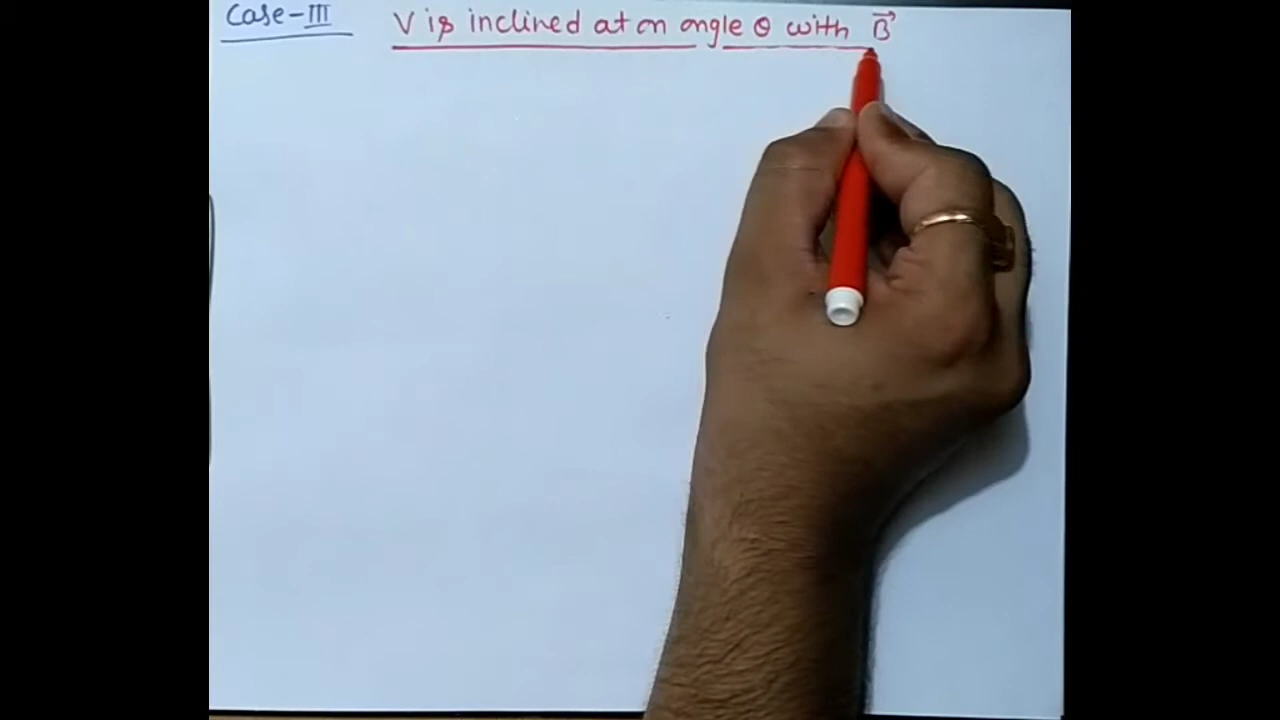 Case-III
V is inclined at an angle θ with B⃗